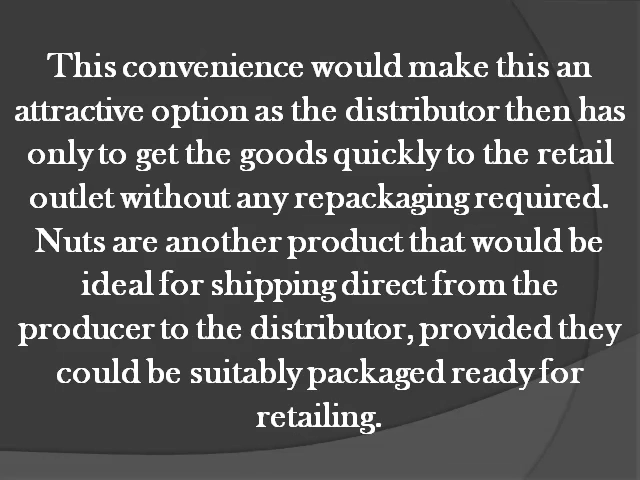 This convenience would make this an
attractive option as the distributor then has
only to get the goods quickly to the retail
outlet without any repackaging required.
Nuts are another product that would be
ideal for shipping direct from the
producer to the distributor, provided they
could be suitably packaged ready for
retailing.